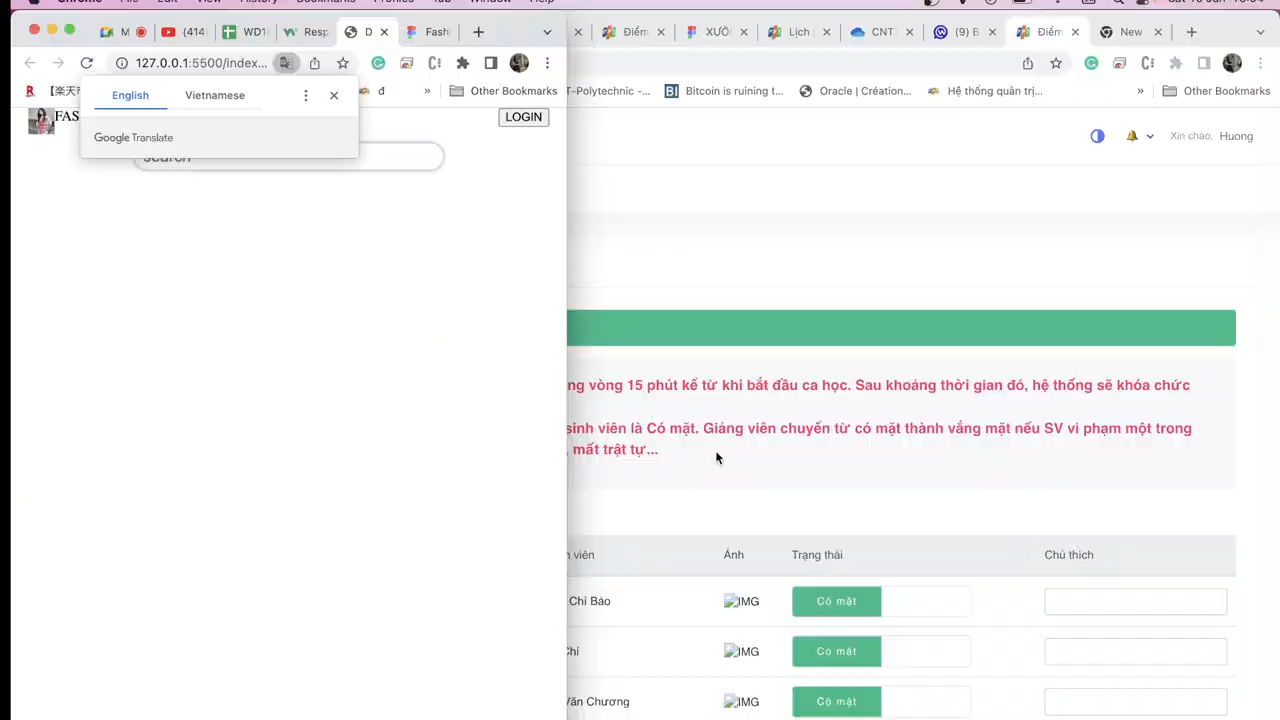 Chrome File Edit View History Bookmarks Profiles Tab Window Help
M (414 WD1 Resp D Fash
127.0.0.1:5500/index...
Other Bookmarks
English Vietnamese
Google Translate
FAS LOGIN
search
Điểm XƯỞ Lịch CNT (9) B Điểm New
T-Polytechnic -... Bitcoin is ruining t... Oracle | Création... Hệ thống quản trị... Other Bookmarks
Xin chào, Huong
ng vòng 15 phút kể từ khi bắt đầu ca học. Sau khoảng thời gian đó, hệ thống sẽ khóa chức
sinh viên là Có mặt. Giảng viên chuyển từ có mặt thành vắng mặt nếu SV vi phạm một trong
mất trật tự...
viên Ảnh Trạng thái Chú thích
Chí Bảo IMG Có mặt
Chí IMG Có mặt
Văn Chương IMG Có mặt